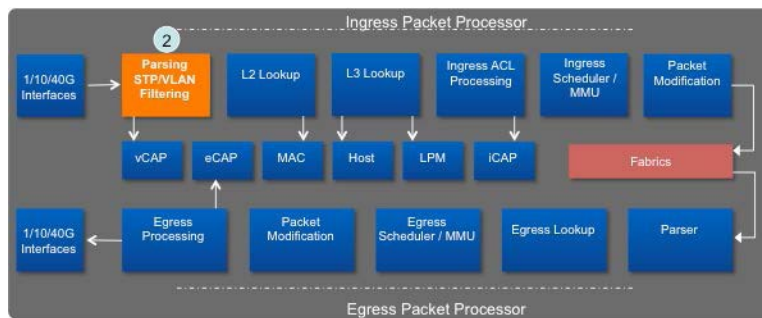 Ingress Packet Processor
2
1/10/40G
Interfaces
Parsing
STP/VLAN
Filtering
L2 Lookup
L3 Lookup
Ingress ACL
Processing
Ingress
Scheduler /
MMU
Packet
Modification
vCAP
eCAP
MAC
Host
LPM
iCAP
Fabrics
1/10/40G
Interfaces
Egress
Processing
Packet
Modification
Egress
Scheduler / MMU
Egress Lookup
Parser
Egress Packet Processor